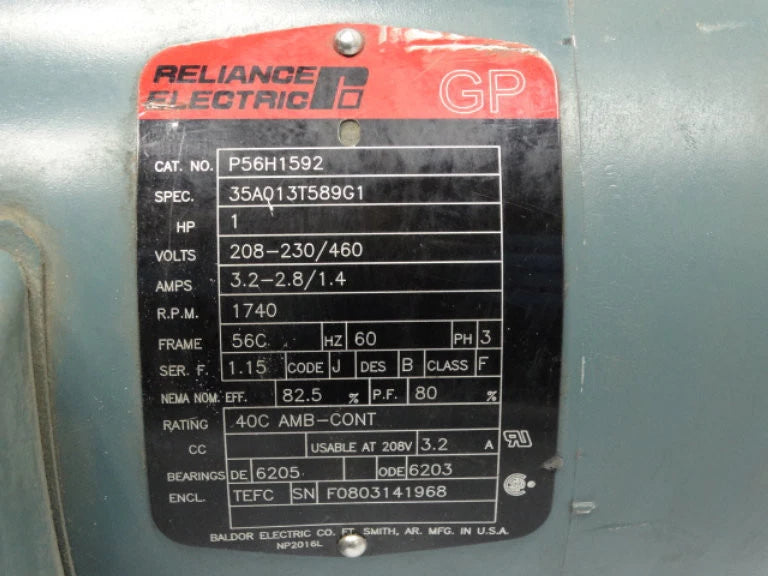 RELIANCE
ELECTRIC
GP
CAT. NO. P56H1592
SPEC. 35A013T589G1
HP 1
VOLTS 208-230/460
AMPS 3.2-2.8/1.4
R.P.M. 1740
FRAME 56C HZ 60 PH 3
SER. F. 1.15 CODE J DES B CLASS F
NEMA NOM. EFF. 82.5 % P.F. 80 %
RATING 40C AMB-CONT
CC USABLE AT 208V 3.2 A
BEARINGS DE 6205 ODE 6203
ENCL. TEFC SN F0803141968
BALDOR ELECTRIC CO. FT. SMITH, AR. MFG. IN U.S.A.
NP2016L